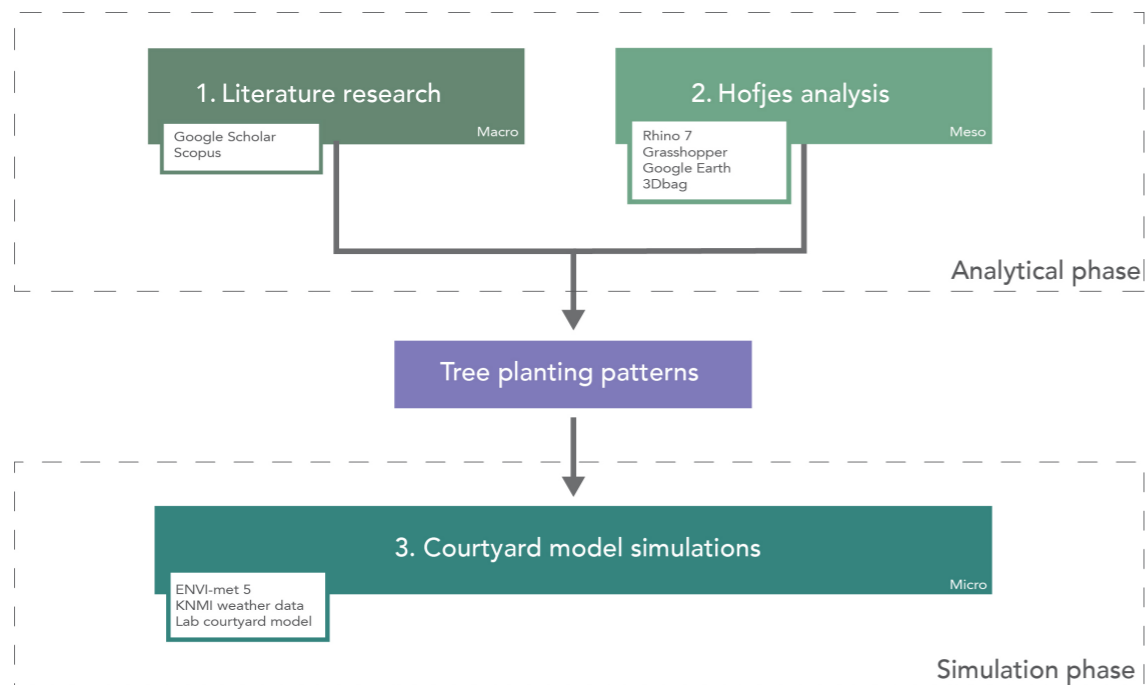 1. Literature research
Macro
Google Scholar
Scopus
2. Hofjes analysis
Meso
Rhino 7
Grasshopper
Google Earth
3Dbag
Analytical phase
Tree planting patterns
3. Courtyard model simulations
Micro
ENVI-met 5
KNMI weather data
Lab courtyard model
Simulation phase